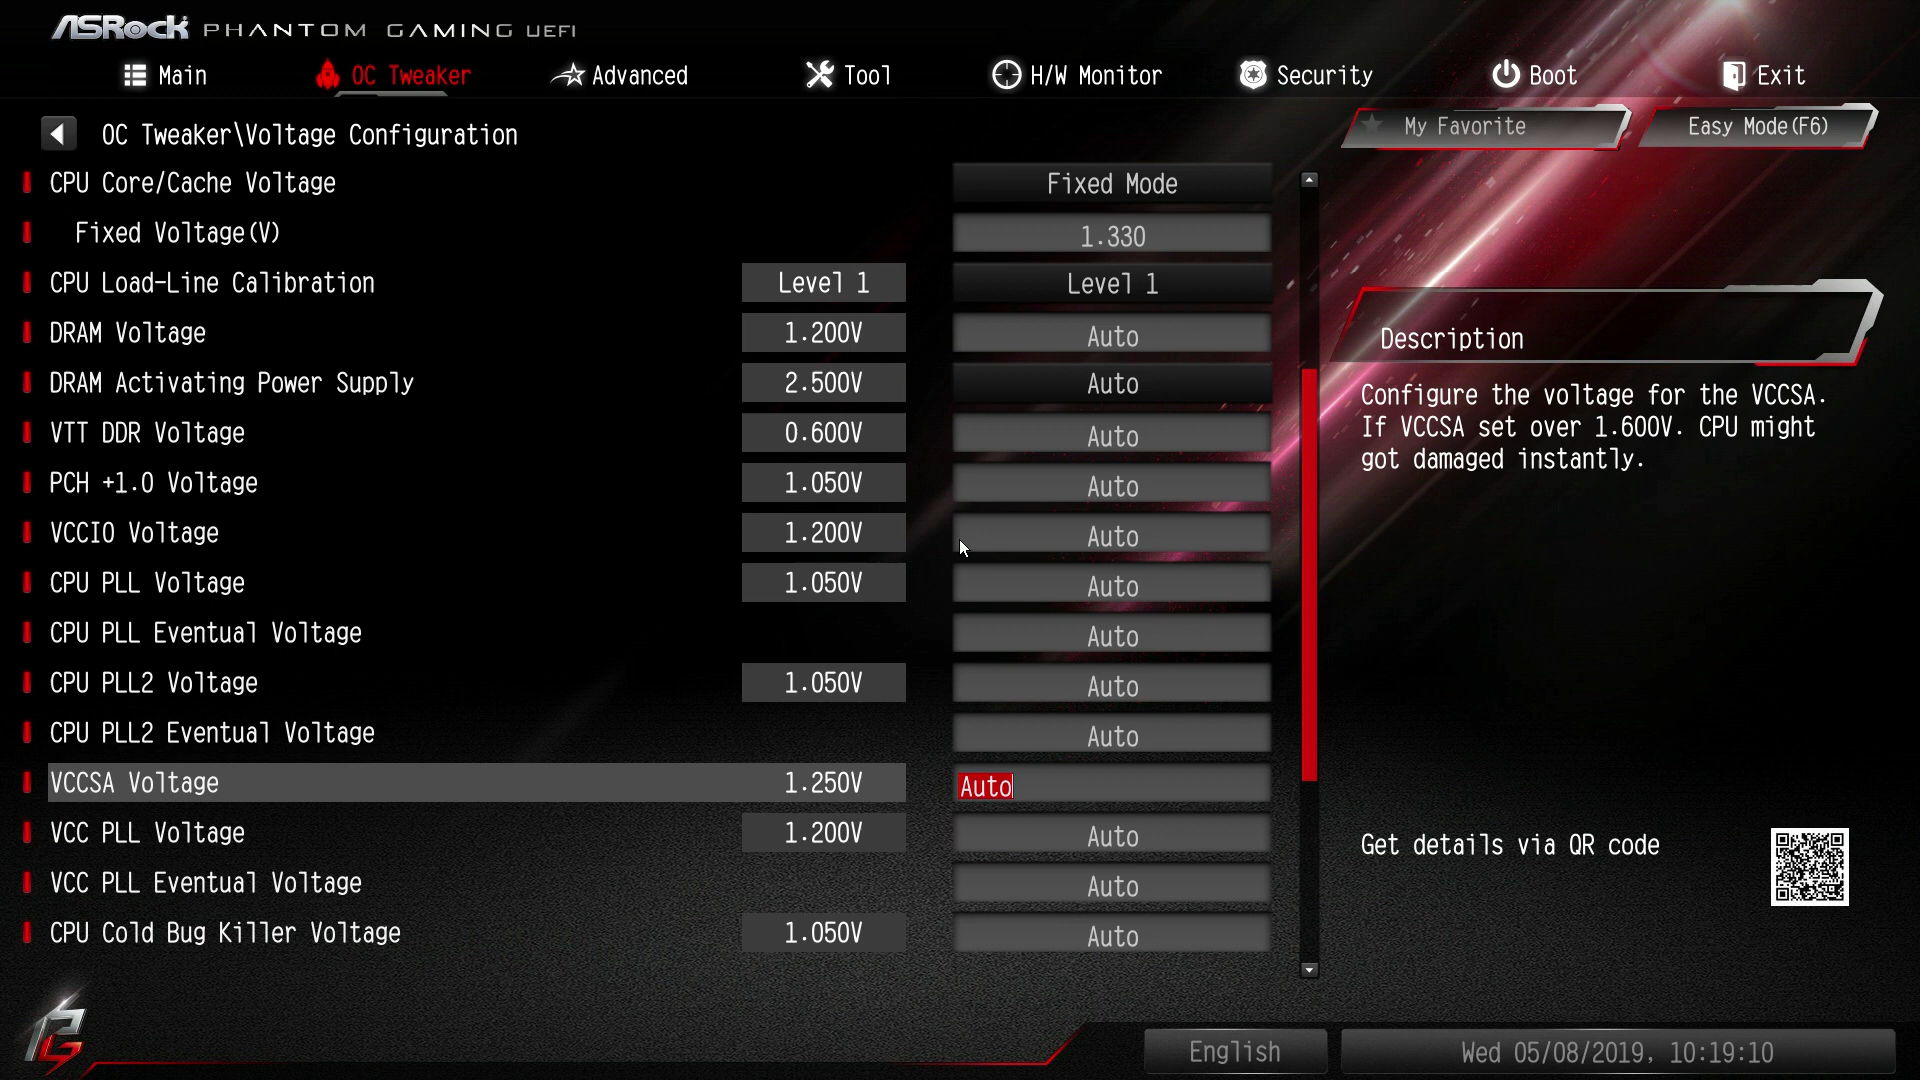 ASRock PHANTOM GAMING UEFI
Main OC Tweaker Advanced Tool H/W Monitor Security Boot Exit
OC Tweaker\Voltage Configuration
My Favorite Easy Mode(F6)
CPU Core/Cache Voltage Fixed Mode
Fixed Voltage(V) 1.330
CPU Load-Line Calibration Level 1 Level 1
DRAM Voltage 1.200V Auto
DRAM Activating Power Supply 2.500V Auto
VTT DDR Voltage 0.600V Auto
PCH +1.0 Voltage 1.050V Auto
VCCIO Voltage 1.200V Auto
CPU PLL Voltage 1.050V Auto
CPU PLL Eventual Voltage Auto
CPU PLL2 Voltage 1.050V Auto
CPU PLL2 Eventual Voltage Auto
VCCSA Voltage 1.250V Auto
VCC PLL Voltage 1.200V Auto
VCC PLL Eventual Voltage Auto
CPU Cold Bug Killer Voltage 1.050V Auto
Description
Configure the voltage for the VCCSA.
If VCCSA set over 1.600V. CPU might
got damaged instantly.
Get details via QR code
English
Wed 05/08/2019, 10:19:10